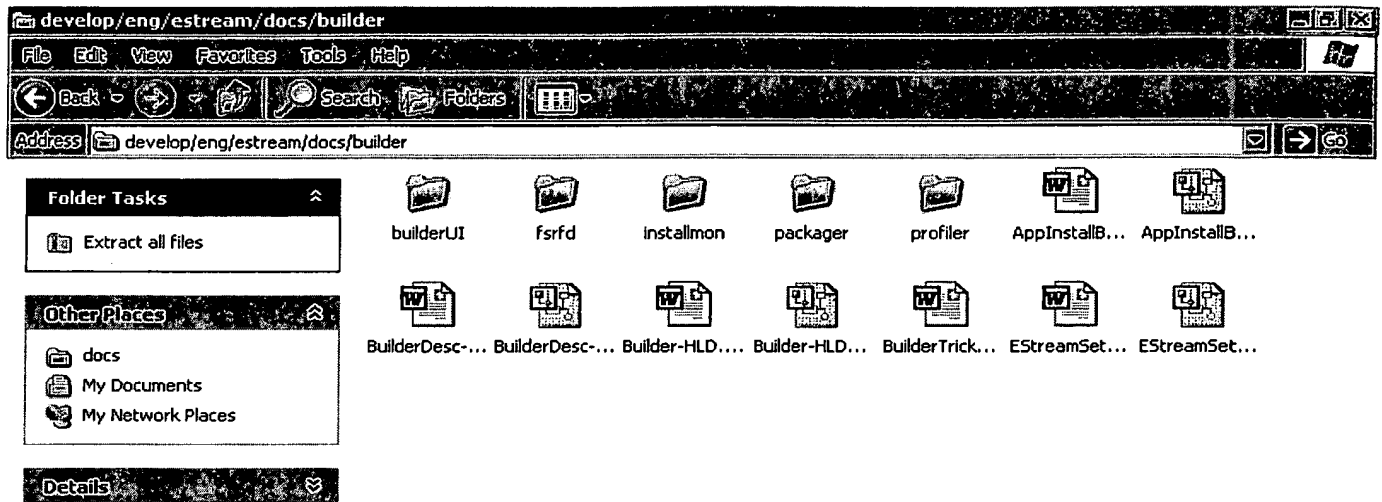 develop/eng/estream/docs/builder
File Edit View Favorites Tools Help
Back Search Folders
Address develop/eng/estream/docs/builder Go
Folder Tasks
Extract all files
Other Places
docs
My Documents
My Network Places
Details
builderUI fsrfd installmon packager profiler AppInstallB... AppInstallB...
BuilderDesc-... BuilderDesc-... Builder-HLD.... Builder-HLD... BuilderTrick... EStreamSet... EStreamSet...